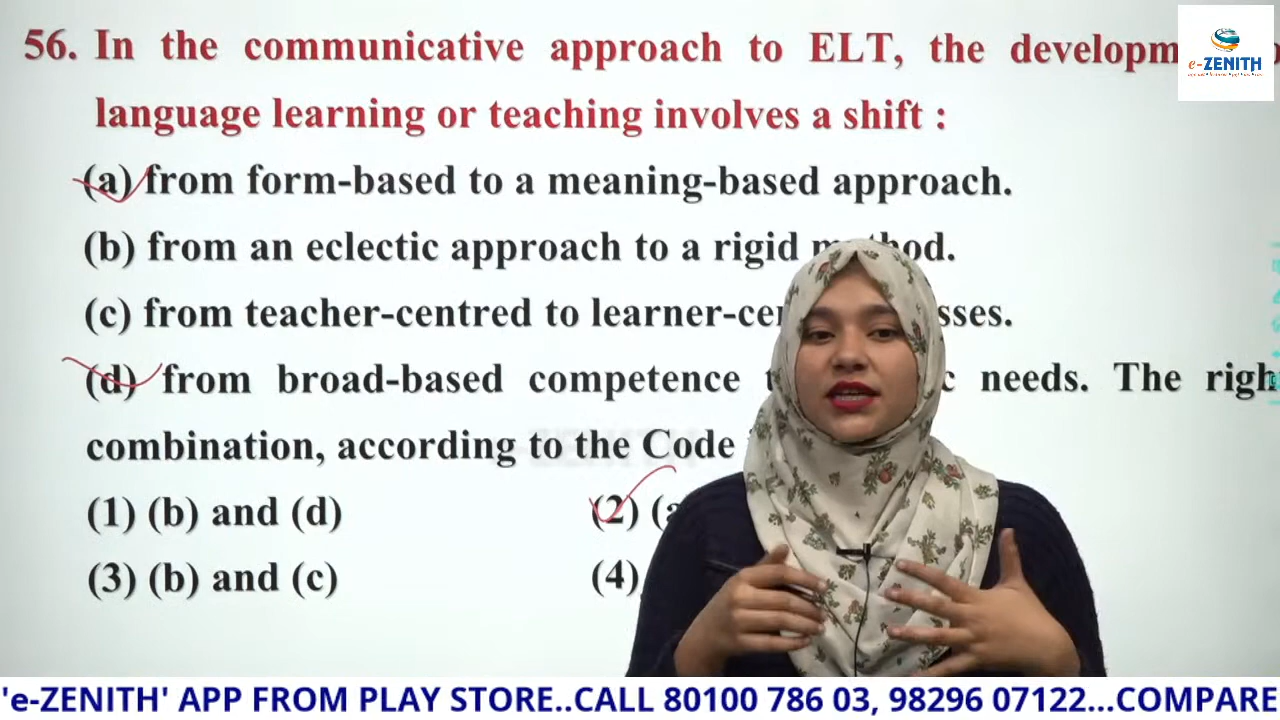 56. In the communicative approach to ELT, the
e-ZENITH
language learning or teaching involves a shift :
(a) from form-based to a meaning-based approach.
(b) from an eclectic approach to a rigid
(c) from teacher-centred to
(d) from broad-based competence needs. The
combination, according to the Code
(1) (b) and (d)
(2)
(3) (b) and (c)
(4)
'e-ZENITH' APP FROM PLAY STORE..CALL 80100 786 03, 98296 07122...COMPARE